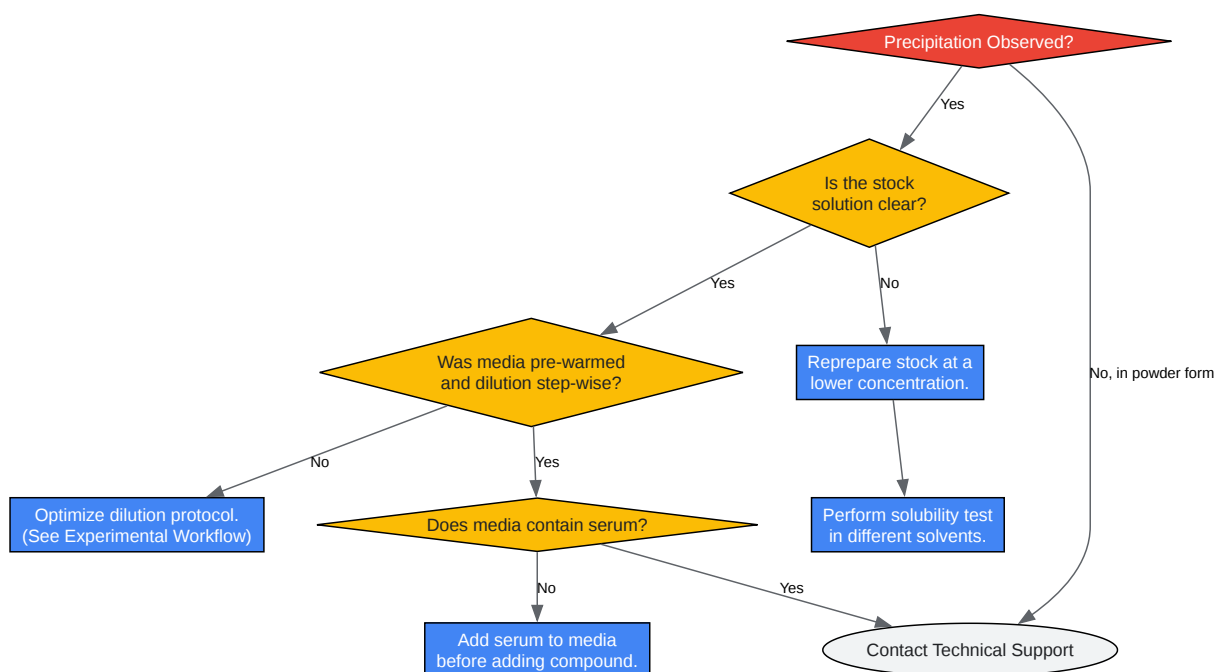 Precipitation Observed?
Yes
Is the stock
solution clear?
Yes
No
Was media pre-warmed
and dilution step-wise?
Reprepare stock at a
lower concentration.
No, in powder form
No
Yes
Optimize dilution protocol.
(See Experimental Workflow)
Does media contain serum?
Perform solubility test
in different solvents.
No
Yes
Add serum to media
before adding compound.
Contact Technical Support